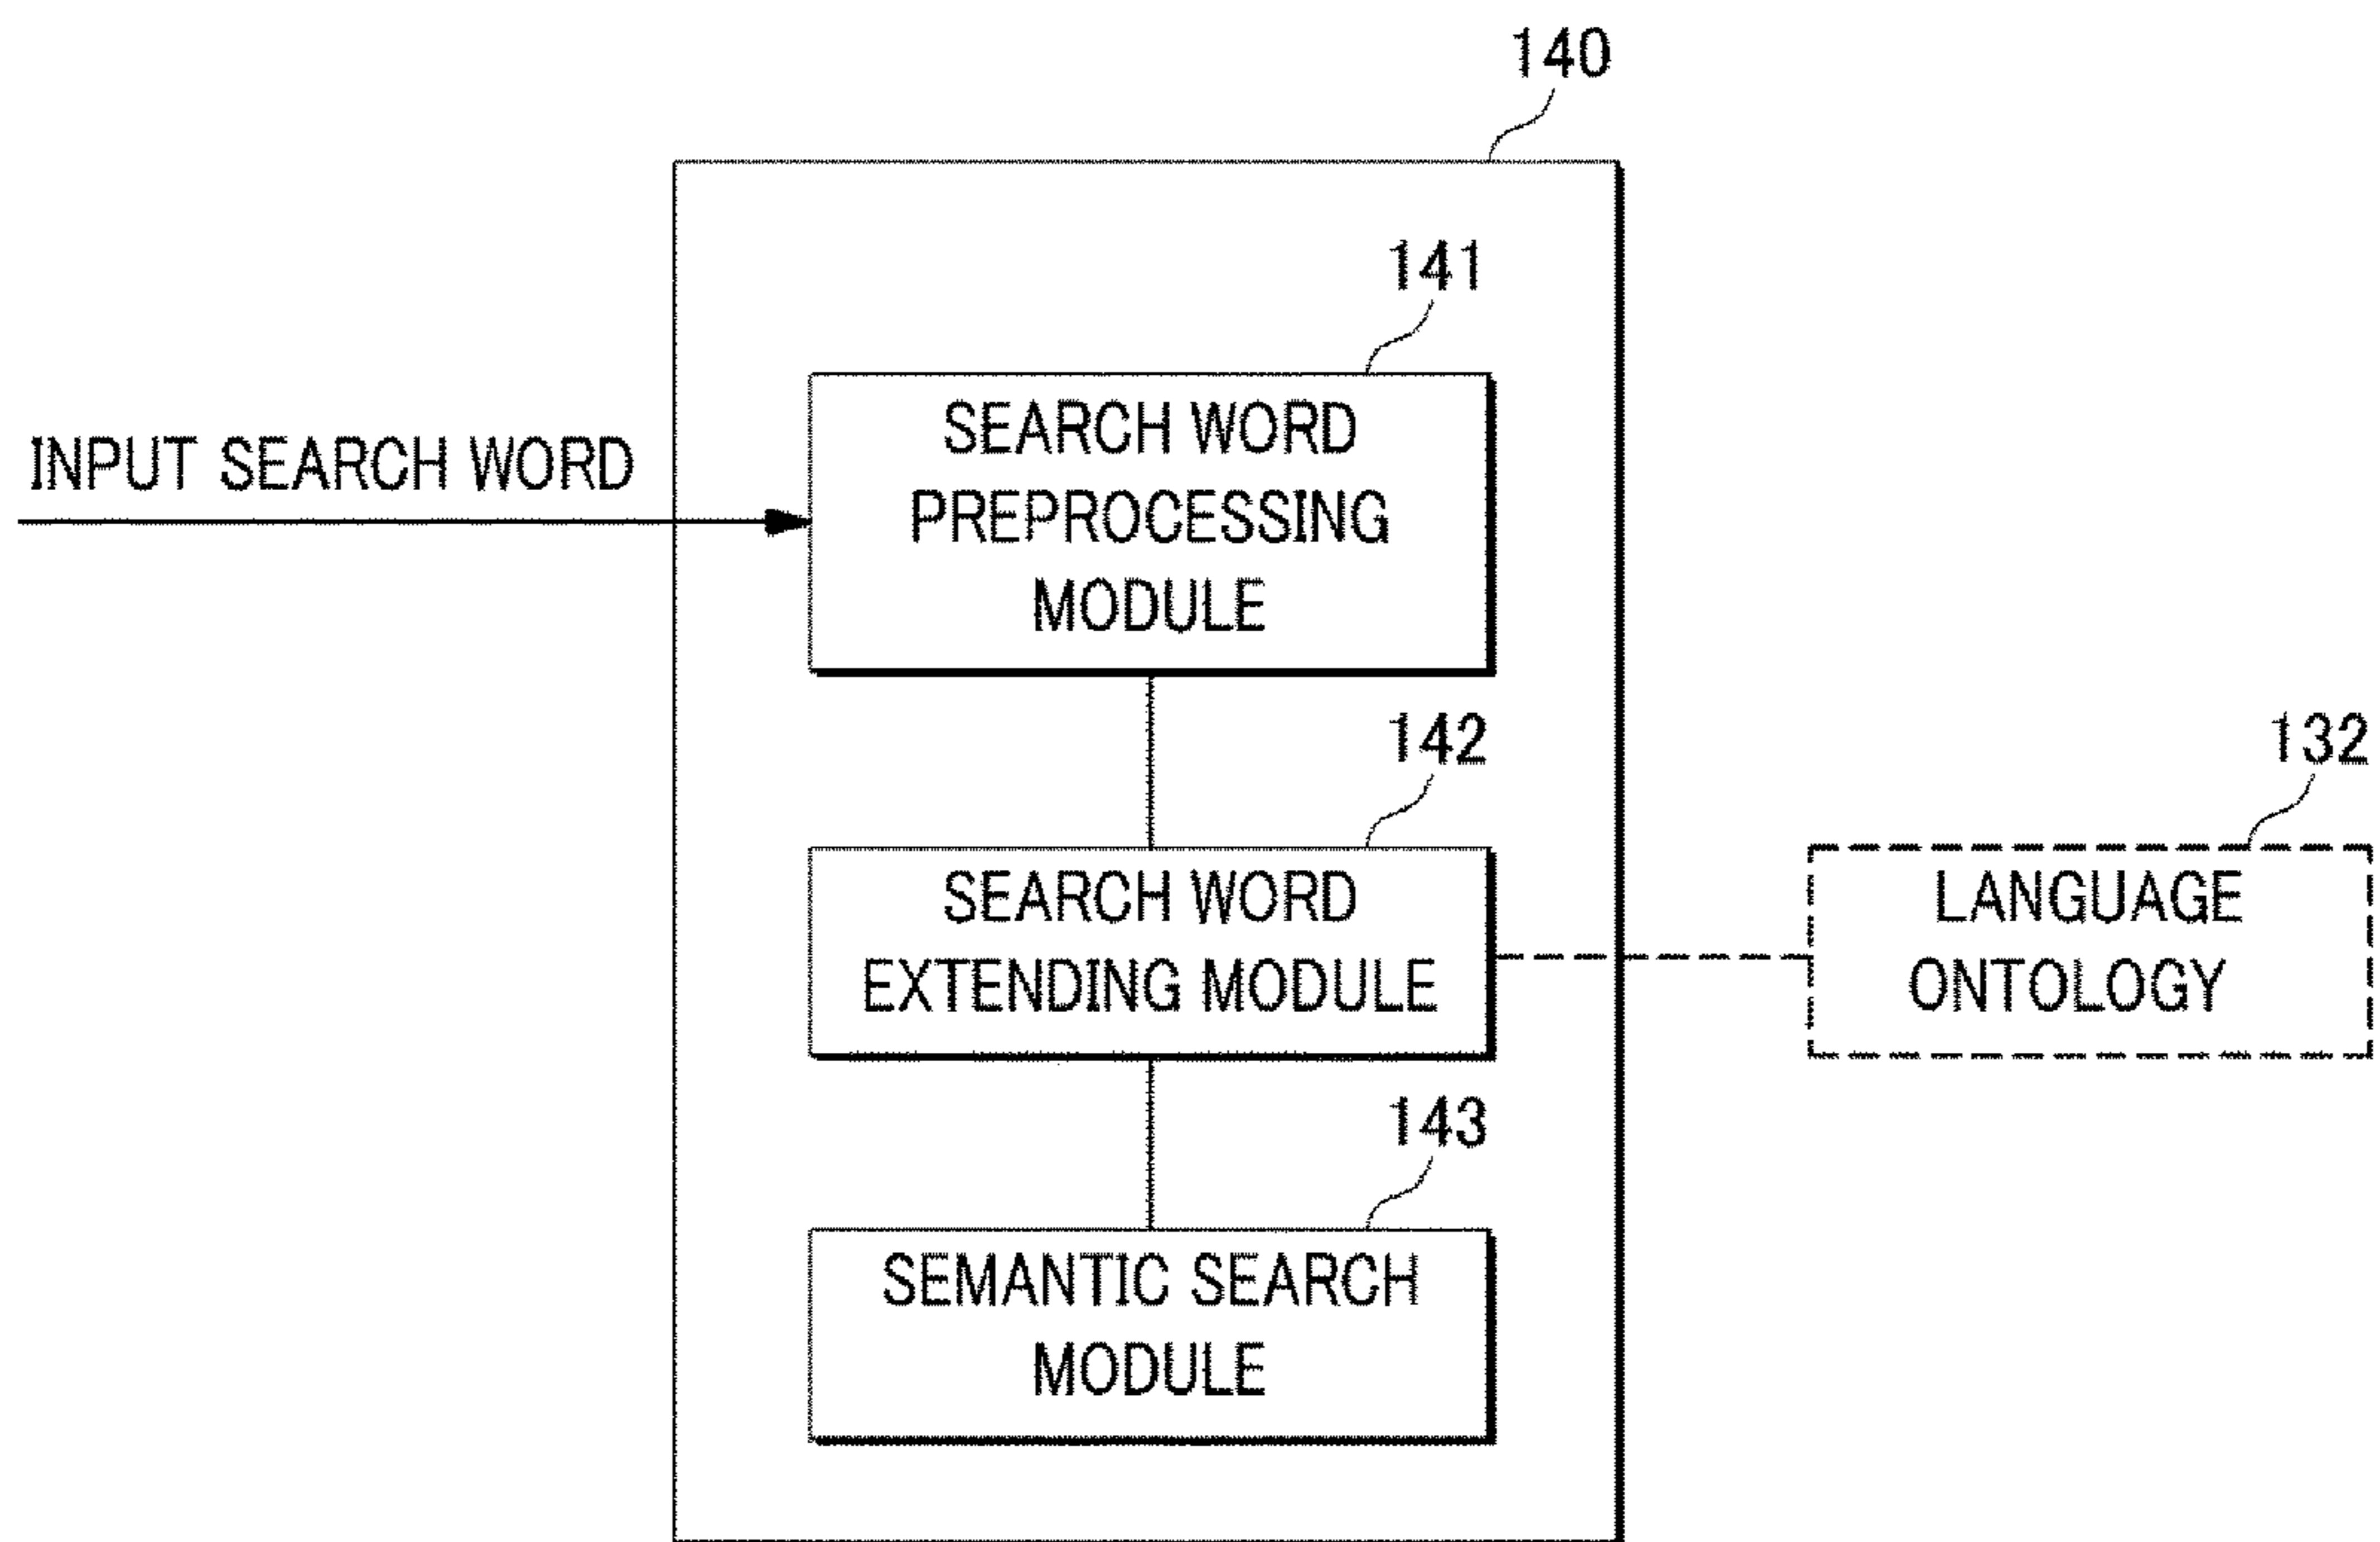 140
141
INPUT SEARCH WORD
SEARCH WORD
PREPROCESSING
MODULE
142
132
SEARCH WORD
EXTENDING MODULE
LANGUAGE
ONTOLOGY
143
SEMANTIC SEARCH
MODULE